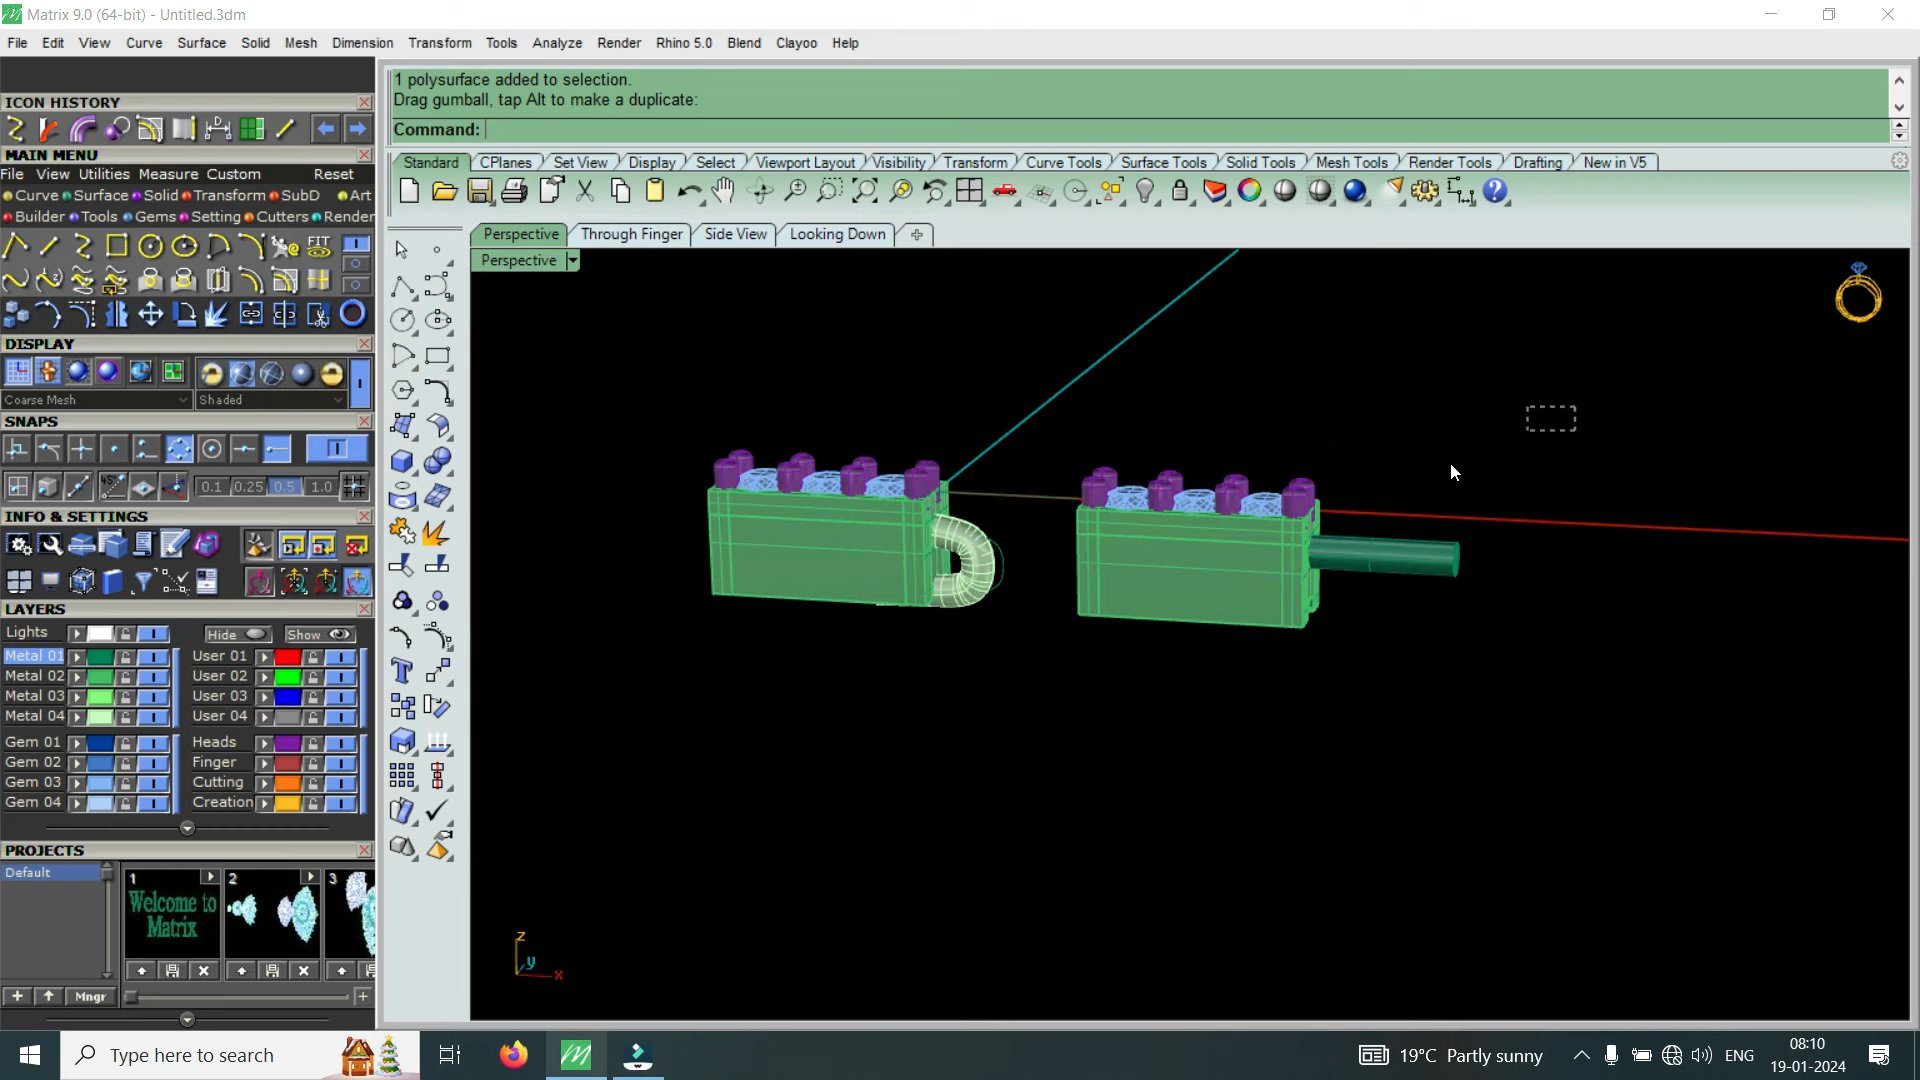 Matrix 9.0 (64-bit) - Untitled.3dm
File Edit View Curve Surface Solid Mesh Dimension Transform Tools Analyze Render Rhino 5.0 Blend Clayoo Help
1 polysurface added to selection.
Drag gumball, tap Alt to make a duplicate:
Command:
ICON HISTORY
MAIN MENU
File View Utilities Measure Custom Reset
Curve Surface Solid Transform SubD Art
Builder Tools Gems Setting Cutters Render
FIT
Standard CPlanes Set View Display Select Viewport Layout Visibility Transform Curve Tools Surface Tools Solid Tools Mesh Tools Render Tools Drafting New in V5
Perspective Through Finger Side View Looking Down
Perspective
DISPLAY
Coarse Mesh Shaded
SNAPS
0.1 0.25 0.5 1.0
INFO & SETTINGS
LAYERS
Lights Hide Show
Metal 01 User 01
Metal 02 User 02
Metal 03 User 03
Metal 04 User 04
Gem 01 Heads
Gem 02 Finger
Gem 03 Cutting
Gem 04 Creation
PROJECTS
Default
1 2 3
Welcome to
Matrix
Mngr
z
y
x
Type here to search
19°C Partly sunny
ENG
08:10
19-01-2024